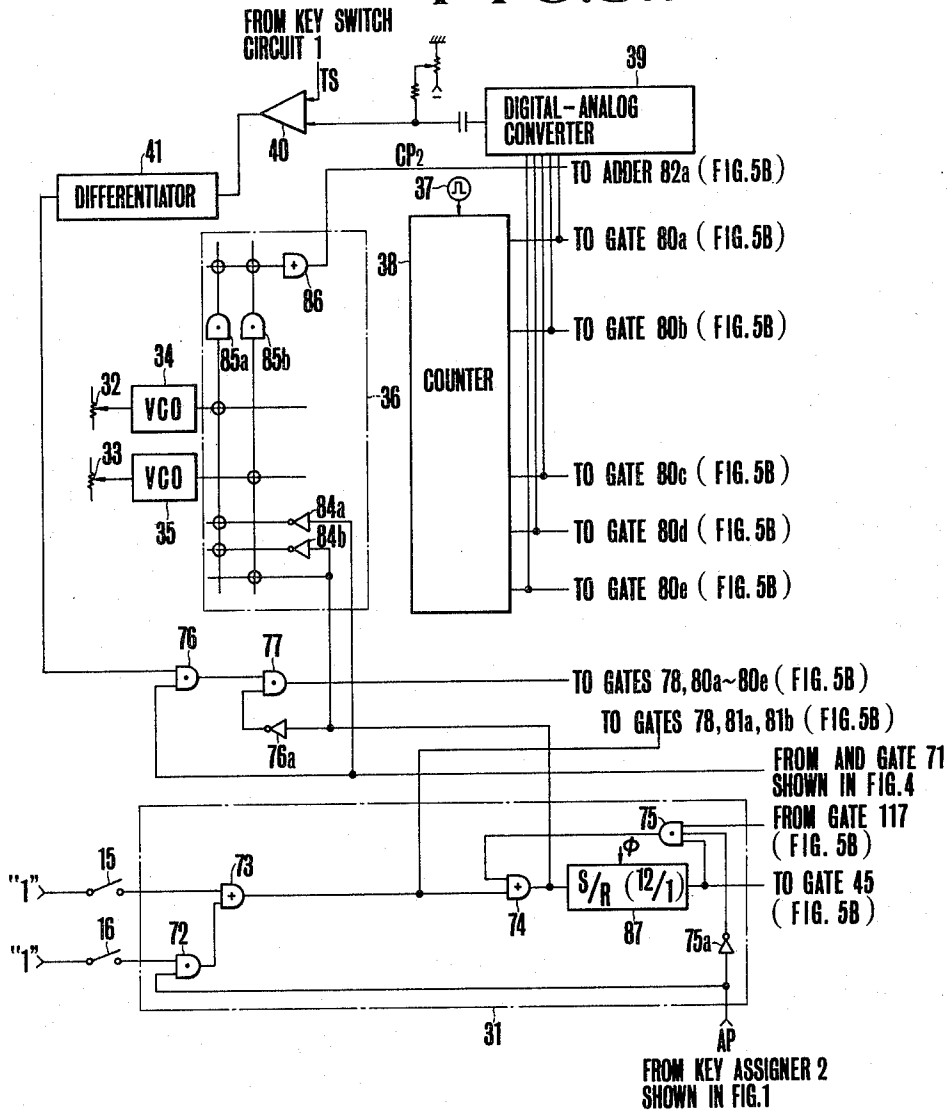 FROM KEY SWITCH
CIRCUIT 1
TS
39
DIGITAL-ANALOG
CONVERTER
40
41
DIFFERENTIATOR
CP2
TO ADDER 82a (FIG.5B)
37
38
COUNTER
TO GATE 80a (FIG.5B)
TO GATE 80b (FIG.5B)
TO GATE 80c (FIG.5B)
TO GATE 80d (FIG.5B)
TO GATE 80e (FIG.5B)
86
85a
85b
36
32
34
VCO
33
VCO
35
84a
84b
76
77
76a
TO GATES 78, 80a~80e (FIG.5B)
TO GATES 78, 81a, 81b (FIG.5B)
FROM AND GATE 71
SHOWN IN FIG.4
FROM GATE 117
(FIG.5B)
75
"1"
15
73
74
φ
S/R (12/1)
87
TO GATE 45
(FIG.5B)
"1"
16
72
75a
31
AP
FROM KEY ASSIGNER 2
SHOWN IN FIG.1